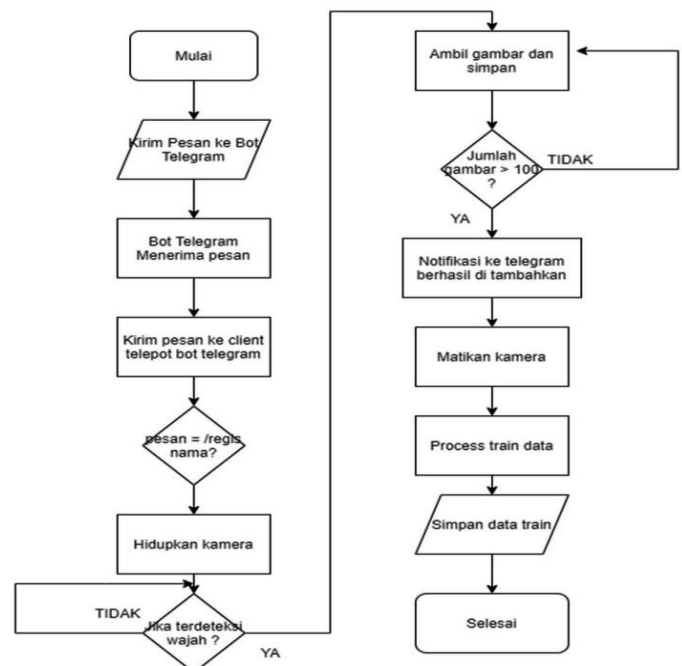 Mulai
Kirim Pesan ke Bot
Telegram
Bot Telegram
Menerima pesan
Kirim pesan ke client
telepot bot telegram
pesan = /regis
nama?
Hidupkan kamera
TIDAK
Jika terdeteksi
wajah ?
YA
Ambil gambar dan
simpan
Jumlah
gambar > 100
?
TIDAK
YA
Notifikasi ke telegram
berhasil di tambahkan
Matikan kamera
Process train data
Simpan data train
Selesai